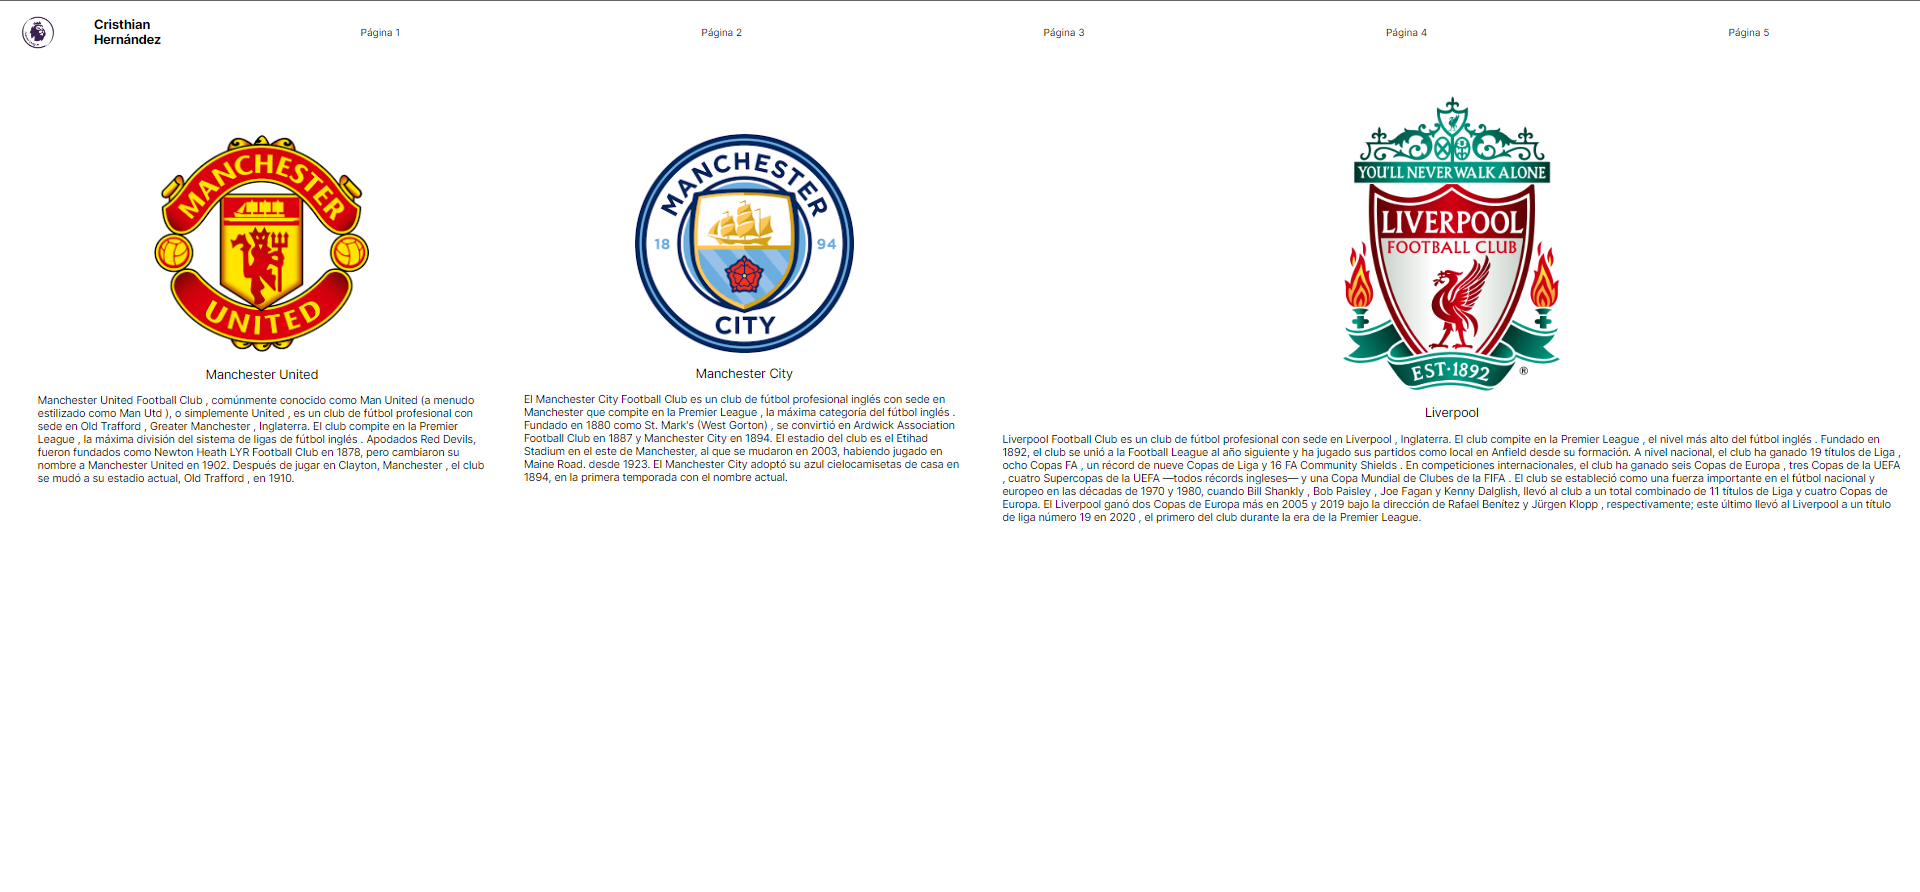 Cristhian
Hernández
Página 1
Página 2
Página 3
Página 4
Página 5
MANCHESTER
UNITED
Manchester United
Manchester United Football Club , comúnmente conocido como Man United (a menudo
estilizado como Man Utd ), o simplemente United , es un club de fútbol profesional con
sede en Old Trafford , Greater Manchester , Inglaterra. El club compite en la Premier
League , la máxima división del sistema de ligas de fútbol inglés . Apodados Red Devils,
fueron fundados como Newton Heath LYR Football Club en 1878, pero cambiaron su
nombre a Manchester United en 1902. Después de jugar en Clayton, Manchester , el club
se mudó a su estadio actual, Old Trafford , en 1910.
MANCHESTER
18 94
CITY
Manchester City
El Manchester City Football Club es un club de fútbol profesional inglés con sede en
Manchester que compite en la Premier League , la máxima categoría del fútbol inglés .
Fundado en 1880 como St. Mark's (West Gorton) , se convirtió en Ardwick Association
Football Club en 1887 y Manchester City en 1894. El estadio del club es el Etihad
Stadium en el este de Manchester, al que se mudaron en 2003, habiendo jugado en
Maine Road. desde 1923. El Manchester City adoptó su azul cielocamisetas de casa en
1894, en la primera temporada con el nombre actual.
YOU'LL NEVER WALK ALONE
LIVERPOOL
FOOTBALL CLUB
EST·1892 ®
Liverpool
Liverpool Football Club es un club de fútbol profesional con sede en Liverpool , Inglaterra. El club compite en la Premier League , el nivel más alto del fútbol inglés . Fundado en
1892, el club se unió a la Football League al año siguiente y ha jugado sus partidos como local en Anfield desde su formación. A nivel nacional, el club ha ganado 19 títulos de Liga ,
ocho Copas FA , un récord de nueve Copas de Liga y 16 FA Community Shields . En competiciones internacionales, el club ha ganado seis Copas de Europa , tres Copas de la UEFA
, cuatro Supercopas de la UEFA —todos récords ingleses— y una Copa Mundial de Clubes de la FIFA . El club se estableció como una fuerza importante en el fútbol nacional y
europeo en las décadas de 1970 y 1980, cuando Bill Shankly , Bob Paisley , Joe Fagan y Kenny Dalglish, llevó al club a un total combinado de 11 títulos de Liga y cuatro Copas de
Europa. El Liverpool ganó dos Copas de Europa más en 2005 y 2019 bajo la dirección de Rafael Benítez y Jürgen Klopp , respectivamente; este último llevó al Liverpool a un título
de liga número 19 en 2020 , el primero del club durante la era de la Premier League.